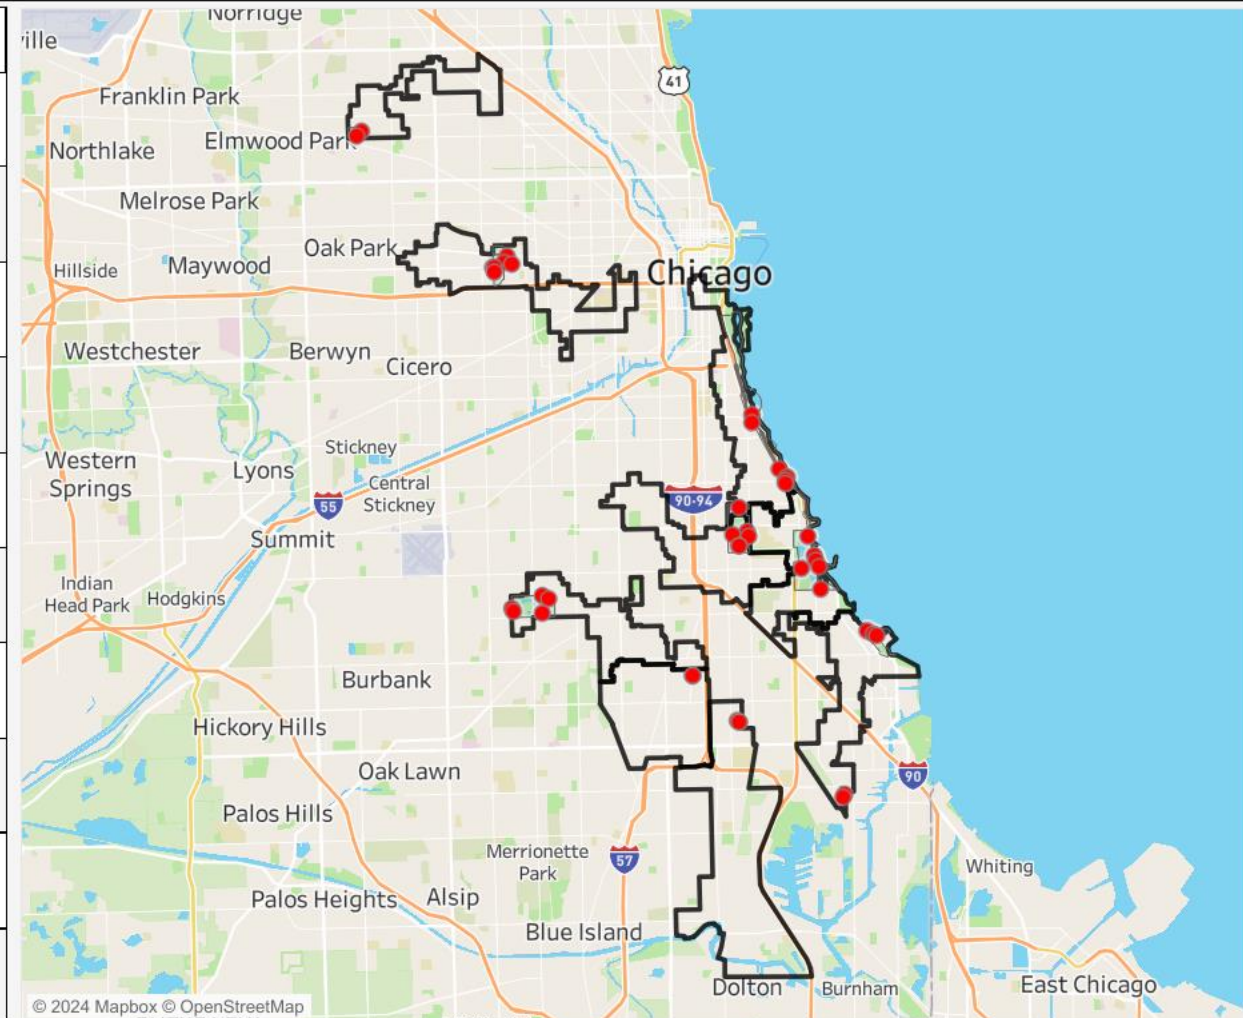 Norridge
ville
41
Franklin Park
Elmwood Park
Northlake
Melrose Park
Oak Park
Maywood
Hillside
Chicago
Westchester
Berwyn
Cicero
Stickney
Western
Springs
Lyons
Central
Stickney
90-94
55
Summit
Indian
Head Park
Hodgkins
Burbank
Hickory Hills
Oak Lawn
90
Palos Hills
Merrionette
Park
57
Whiting
Palos Heights
Alsip
Blue Island
Dolton
Burnham
East Chicago
© 2024 Mapbox © OpenStreetMap